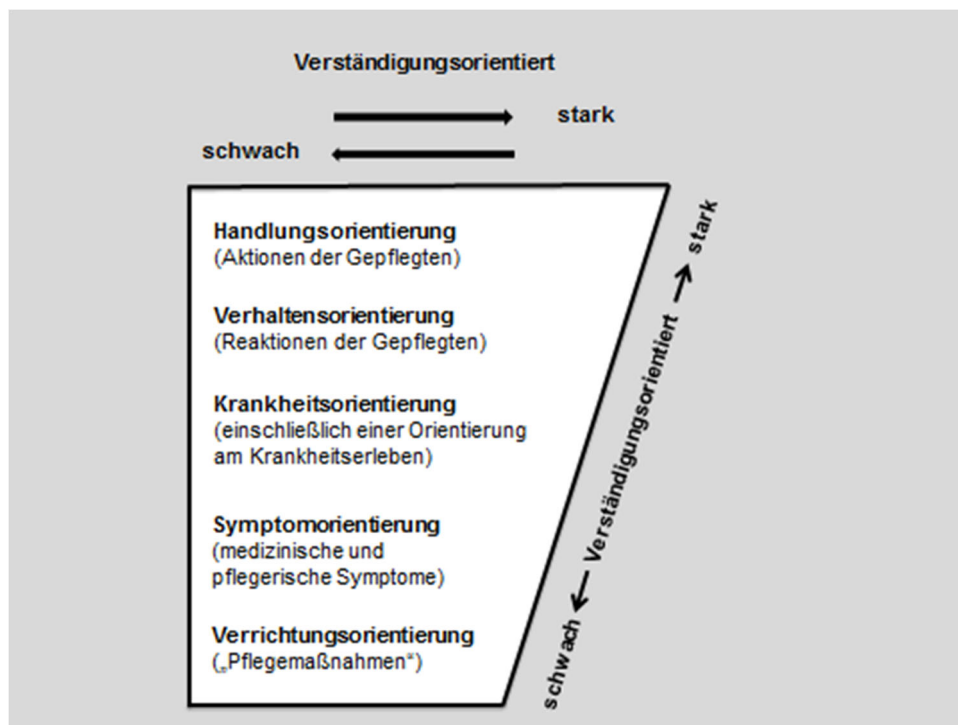 Verständigungsorientiert
stark
schwach
Handlungsorientierung
(Aktionen der Gepflegten)
Verhaltensorientierung
(Reaktionen der Gepflegten)
Krankheitsorientierung
(einschließlich einer Orientierung
am Krankheitserleben)
Symptomorientierung
(medizinische und
pflegerische Symptome)
Verrichtungsorientierung
(„Pflegemaßnahmen“)
schwach
Verständigungsorientiert
stark